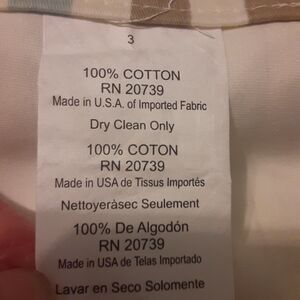 3
100% COTTON
RN 20739
Made in U.S.A. of Imported Fabric
Dry Clean Only
100% COTON
RN 20739
Made in USA de Tissus Importés
Nettoyeràsec Seulement
100% De Algodón
RN 20739
Made in USA de Telas Importado
Lavar en Seco Solomente